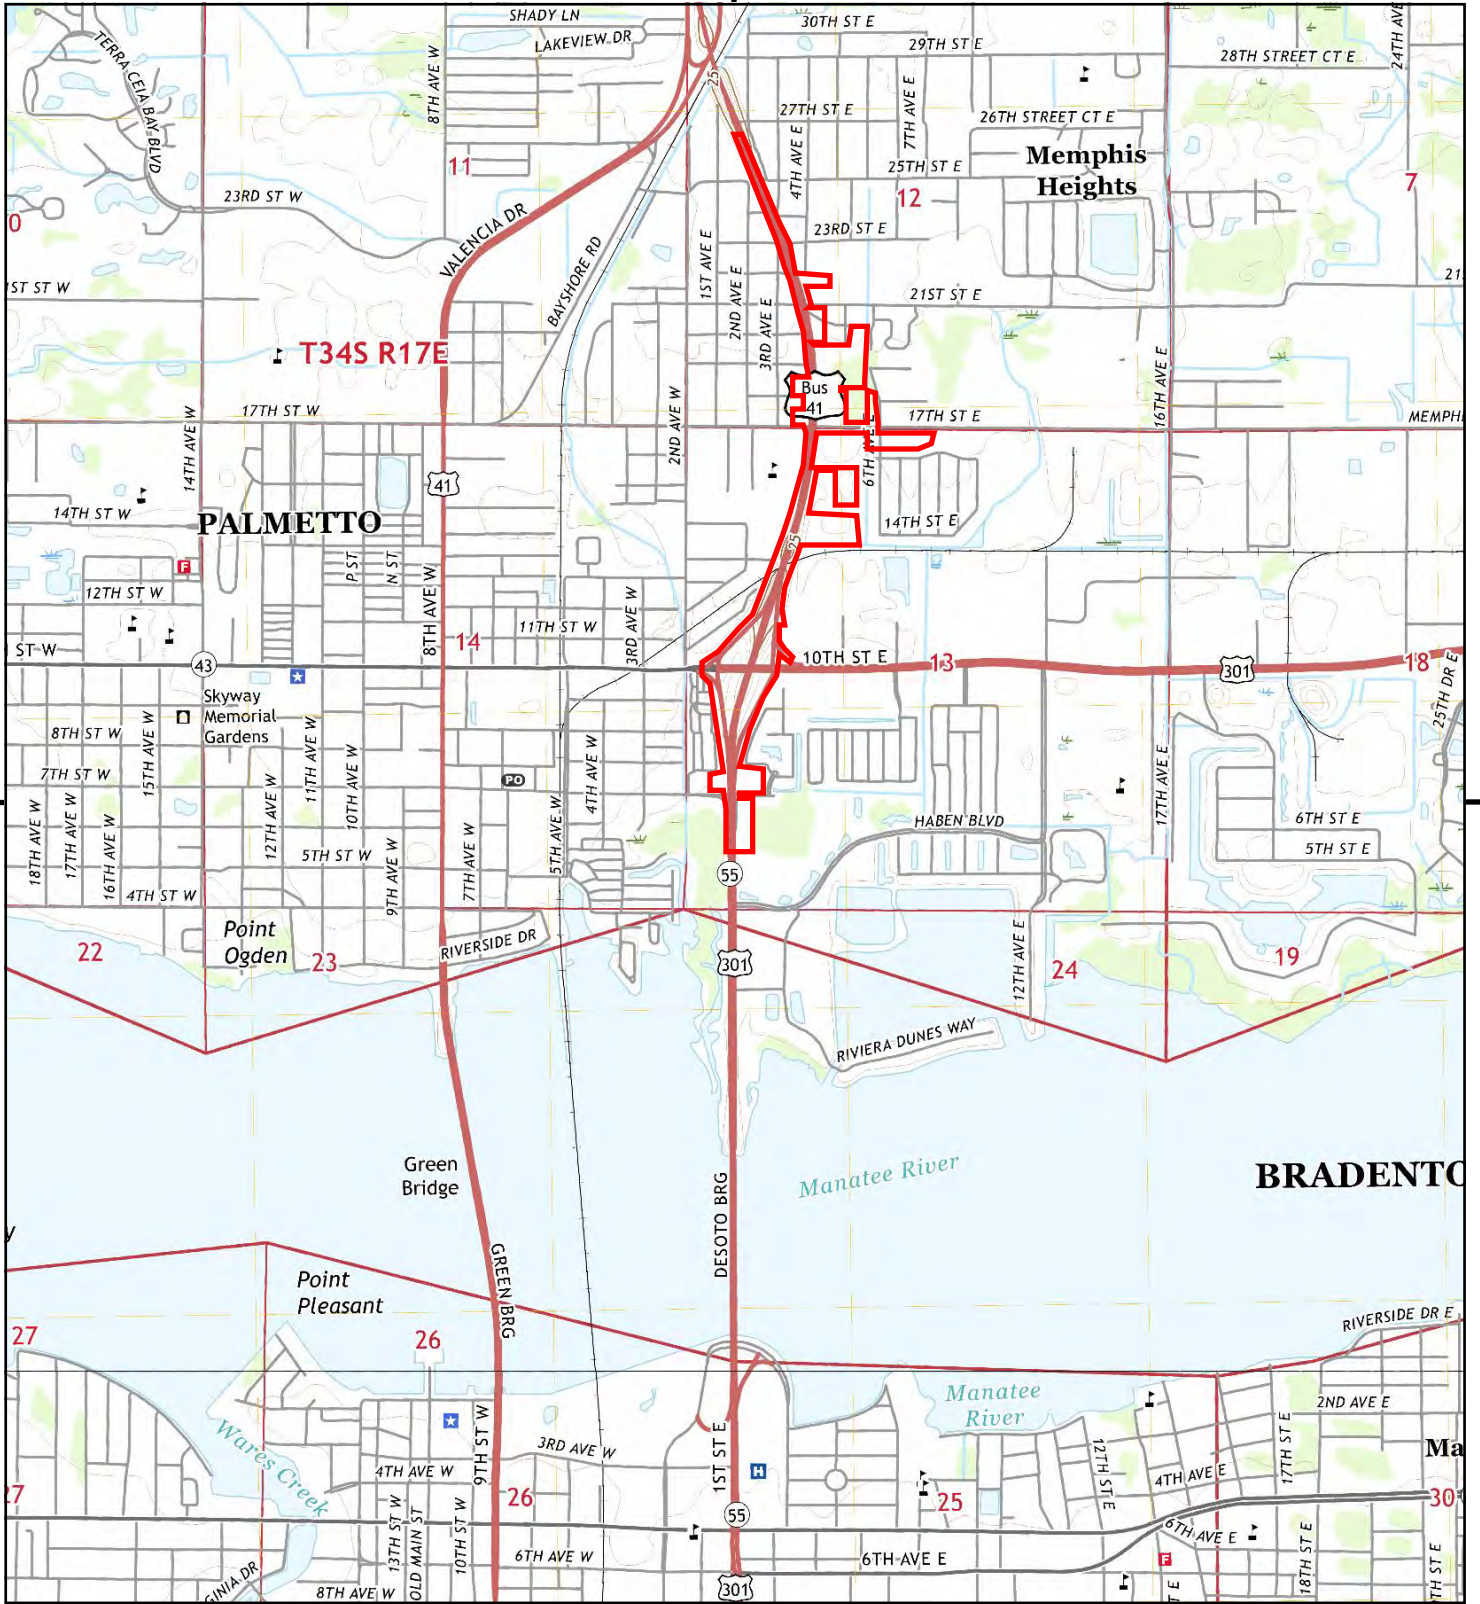 SHADY LN
30TH ST E
24TH AVE
TERRA CEIA BAY BLVD
LAKEVIEW DR
29TH ST E
28TH STREET CT E
8TH AVE W
25
27TH ST E
7TH AVE E
26TH STREET CT E
4TH AVE E
Memphis
Heights
11
25TH ST E
12
7
23RD ST W
0
VALENCIA DR
23RD ST E
BAYSHORE RD
1ST AVE E
2ND AVE E
3RD AVE E
1ST ST W
21ST ST E
21
T34S R17E
16TH AVE E
Bus
41
17TH ST W
14TH AVE W
2ND AVE W
17TH ST E
MEMPH
6TH AVE E
41
14TH ST W
PALMETTO
14TH ST E
25
P ST
N ST
8TH AVE W
12TH ST W
F
11TH ST W
3RD AVE W
14
ST W
43
10TH ST E
13
301
18
Skyway
Memorial
Gardens
25TH DR E
8TH ST W
15TH AVE W
11TH AVE W
10TH AVE W
7TH ST W
PO
4TH AVE W
17TH AVE E
18TH AVE W
17TH AVE W
16TH AVE W
12TH AVE W
9TH AVE W
7TH AVE W
5TH AVE W
HABEN BLVD
6TH ST E
5TH ST W
5TH ST E
4TH ST W
55
Point
Ogden
RIVERSIDE DR
22
23
301
12TH AVE E
24
19
RIVIERA DUNES WAY
Green
Bridge
Manatee River
DESOTO BRG
BRADENTO
y
GREEN BRG
Point
Pleasant
RIVERSIDE DR E
27
26
Manatee
River
2ND AVE E
Wares Creek
9TH ST W
3RD AVE W
1ST ST E
12TH ST E
17TH ST E
Ma
4TH AVE W
H
4TH AVE E
27
13TH ST W
OLD MAIN ST
10TH ST W
26
55
25
30
6TH AVE W
6TH AVE E
6TH AVE E
F
18TH ST E
TH ST E
GINIA DR
8TH AVE W
301
T E